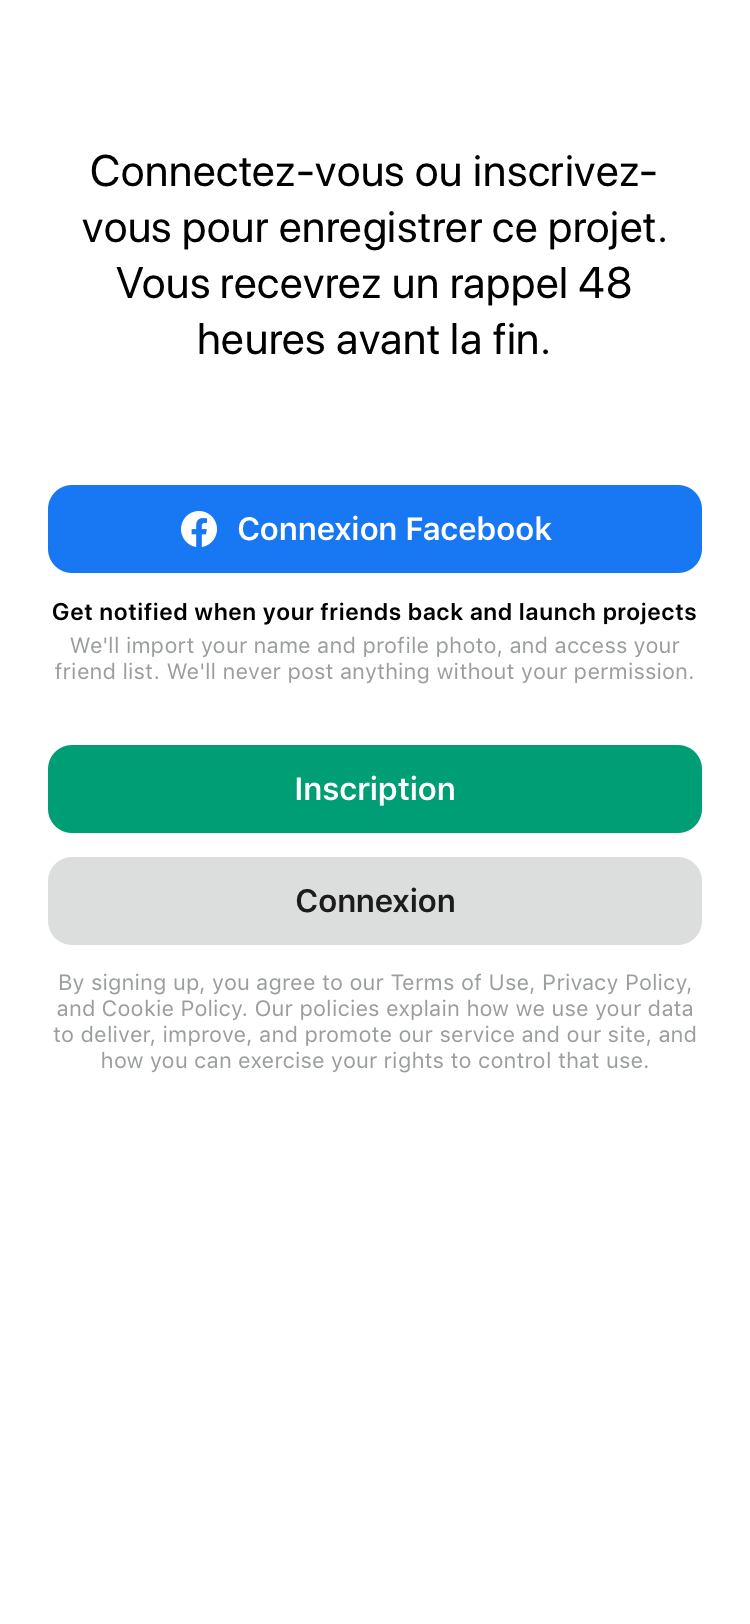 Connectez-vous ou inscrivez-
vous pour enregistrer ce projet.
Vous recevrez un rappel 48
heures avant la fin.
Connexion Facebook
Get notified when your friends back and launch projects
We'll import your name and profile photo, and access your
friend list. We'll never post anything without your permission.
Inscription
Connexion
By signing up, you agree to our Terms of Use, Privacy Policy,
and Cookie Policy. Our policies explain how we use your data
to deliver, improve, and promote our service and our site, and
how you can exercise your rights to control that use.